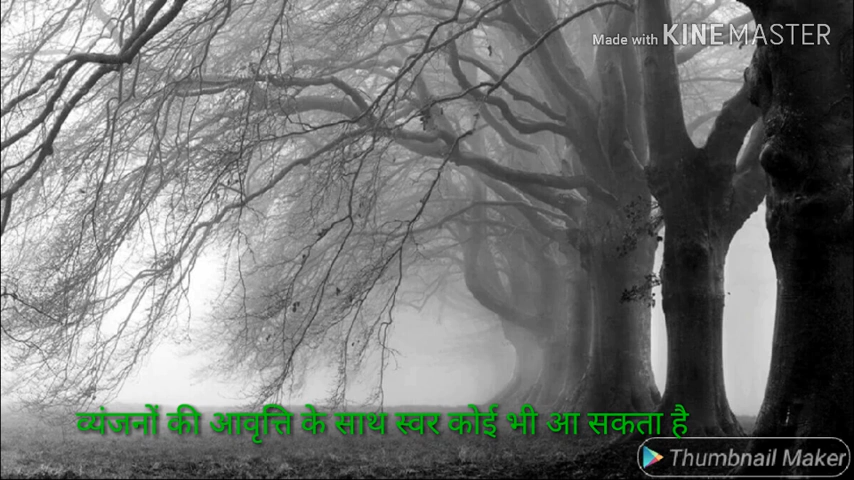 Made with KINEMASTER
व्यंजनों की आवृत्ति के साथ स्वर कोई भी आ सकता है
Thumbnail Maker